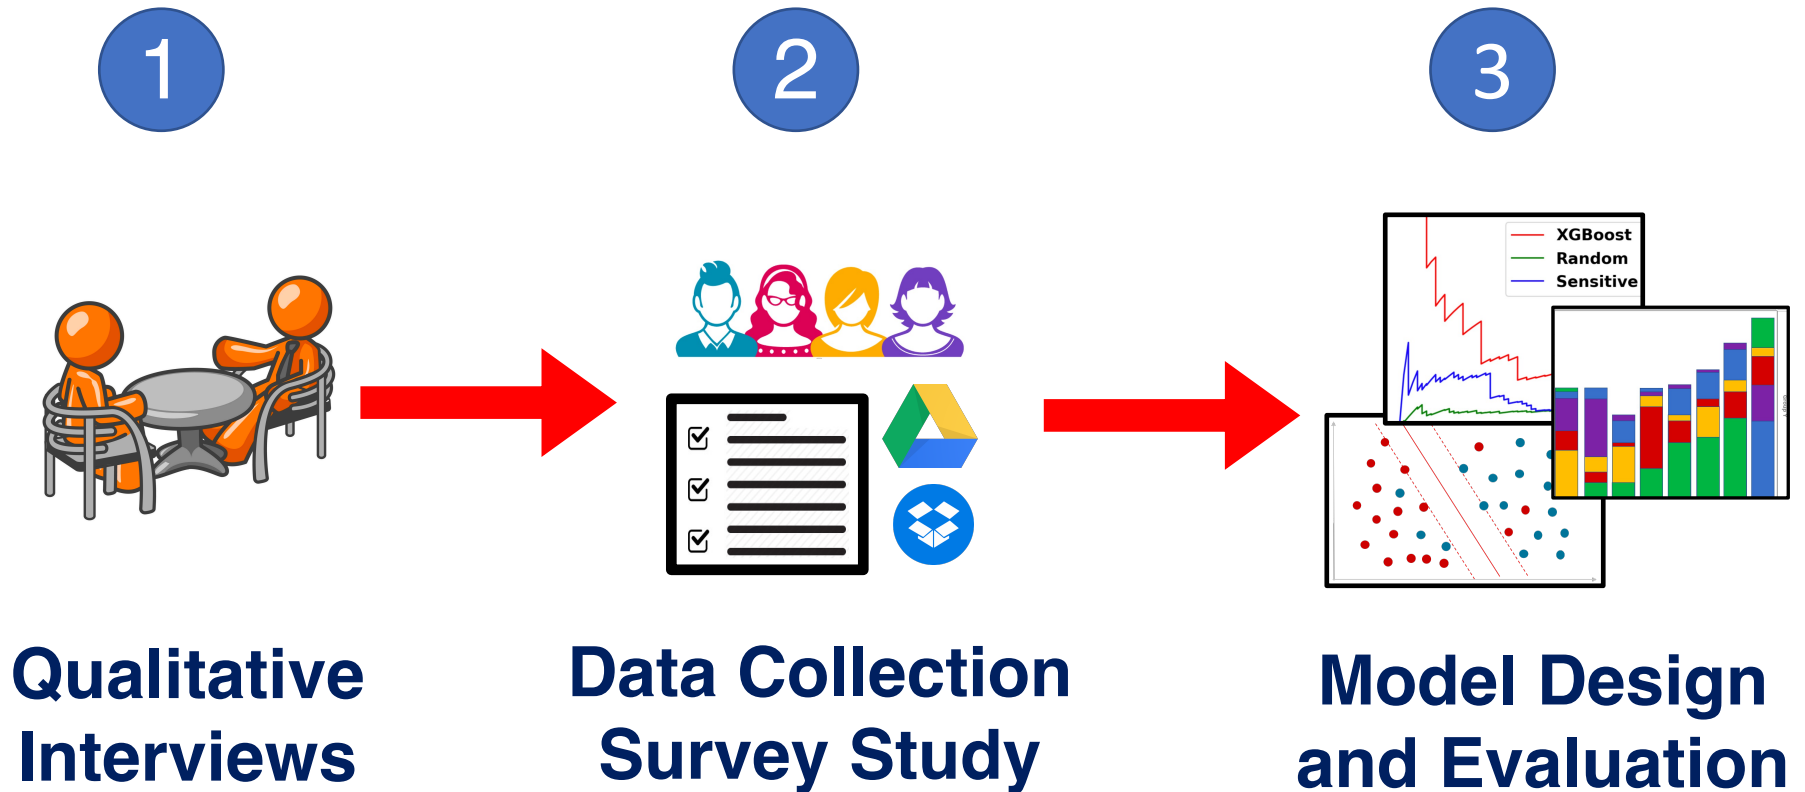 1
2
3
XGBoost
Random
Sensitive
Qualitative
Interviews
Data Collection
Survey Study
Model Design
and Evaluation